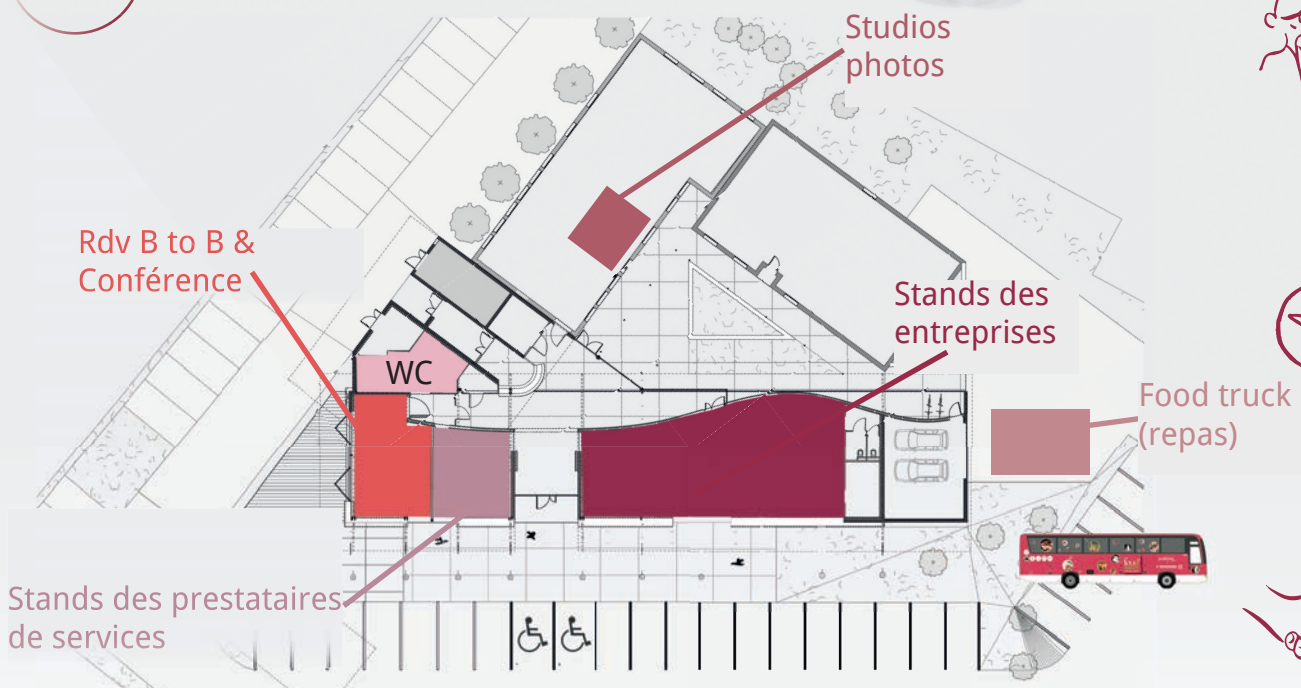 Studios
photos
Rdv B to B &
Conférence
Stands des
entreprises
WC
Food truck
(repas)
Stands des prestataires
de services